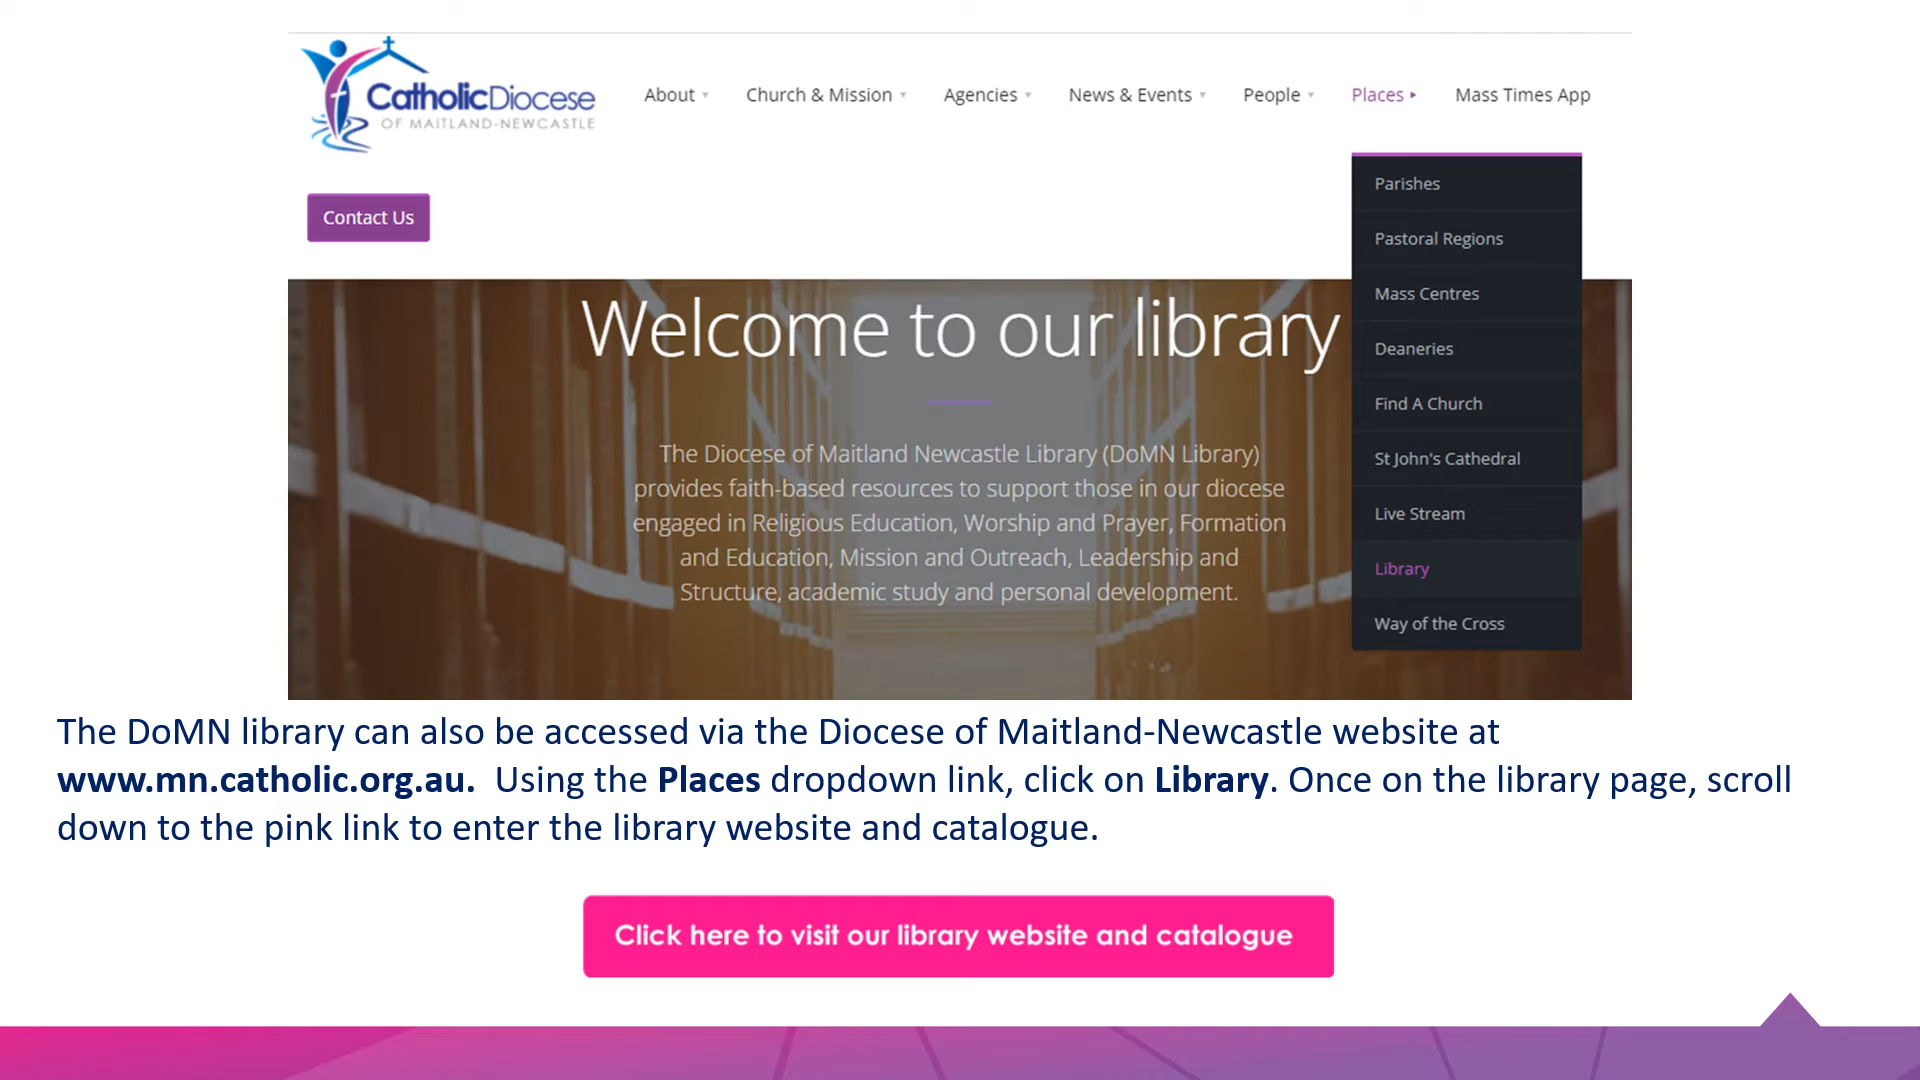 CatholicDiocese
OF MAITLAND-NEWCASTLE
About
Church & Mission
Agencies
News & Events
People
Places
Mass Times App
Contact Us
Parishes
Pastoral Regions
Mass Centres
Deaneries
Find A Church
St John's Cathedral
Live Stream
Library
Way of the Cross
Welcome to our library
The Diocese of Maitland Newcastle Library (DoMN Library)
provides faith-based resources to support those in our diocese
engaged in Religious Education, Worship and Prayer, Formation
and Education, Mission and Outreach, Leadership and
Structure, academic study and personal development.
The DoMN library can also be accessed via the Diocese of Maitland-Newcastle website at
www.mn.catholic.org.au. Using the Places dropdown link, click on Library. Once on the library page, scroll
down to the pink link to enter the library website and catalogue.
Click here to visit our library website and catalogue